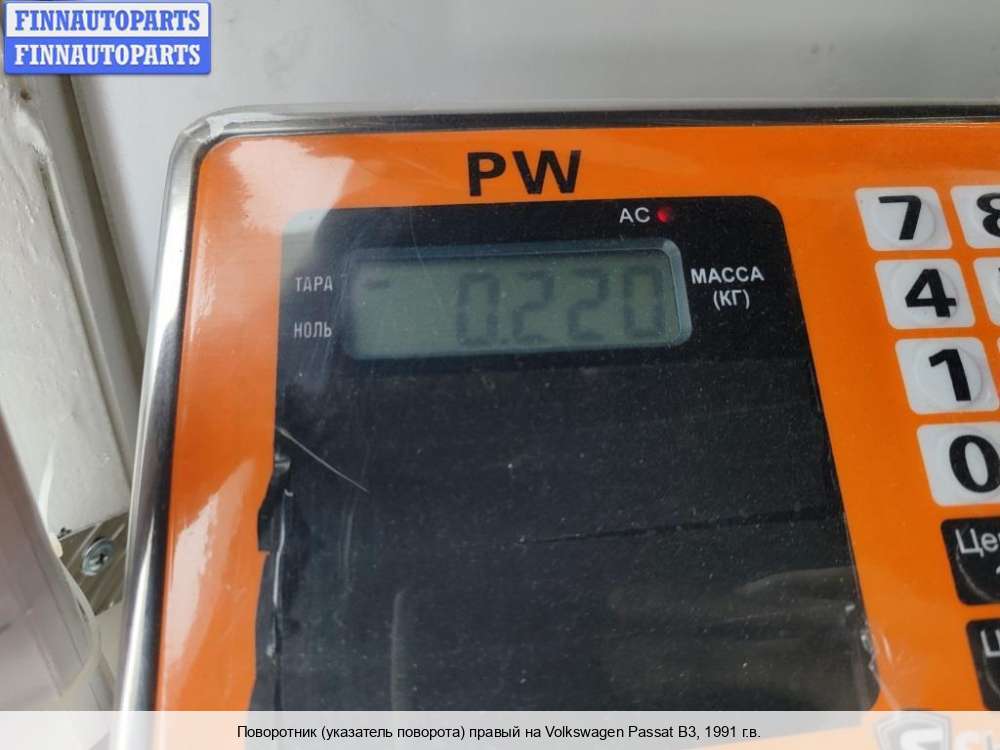 FINNAUTOPARTS
FINNAUTOPARTS
PW
AC
ТАРА
НОЛЬ
- 0.220
МАССА
(КГ)
7 8
4
1
0
Поворотник (указатель поворота) правый на Volkswagen Passat B3, 1991 г.в.